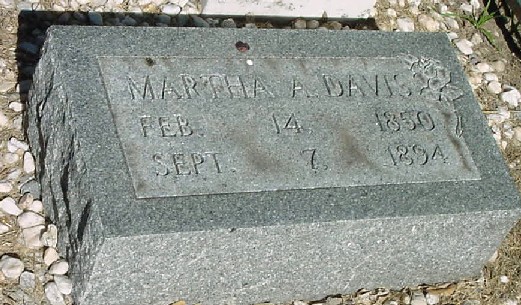 MARTHA A. DAVIS
FEB. 14. 1850
SEPT. 7. 1894